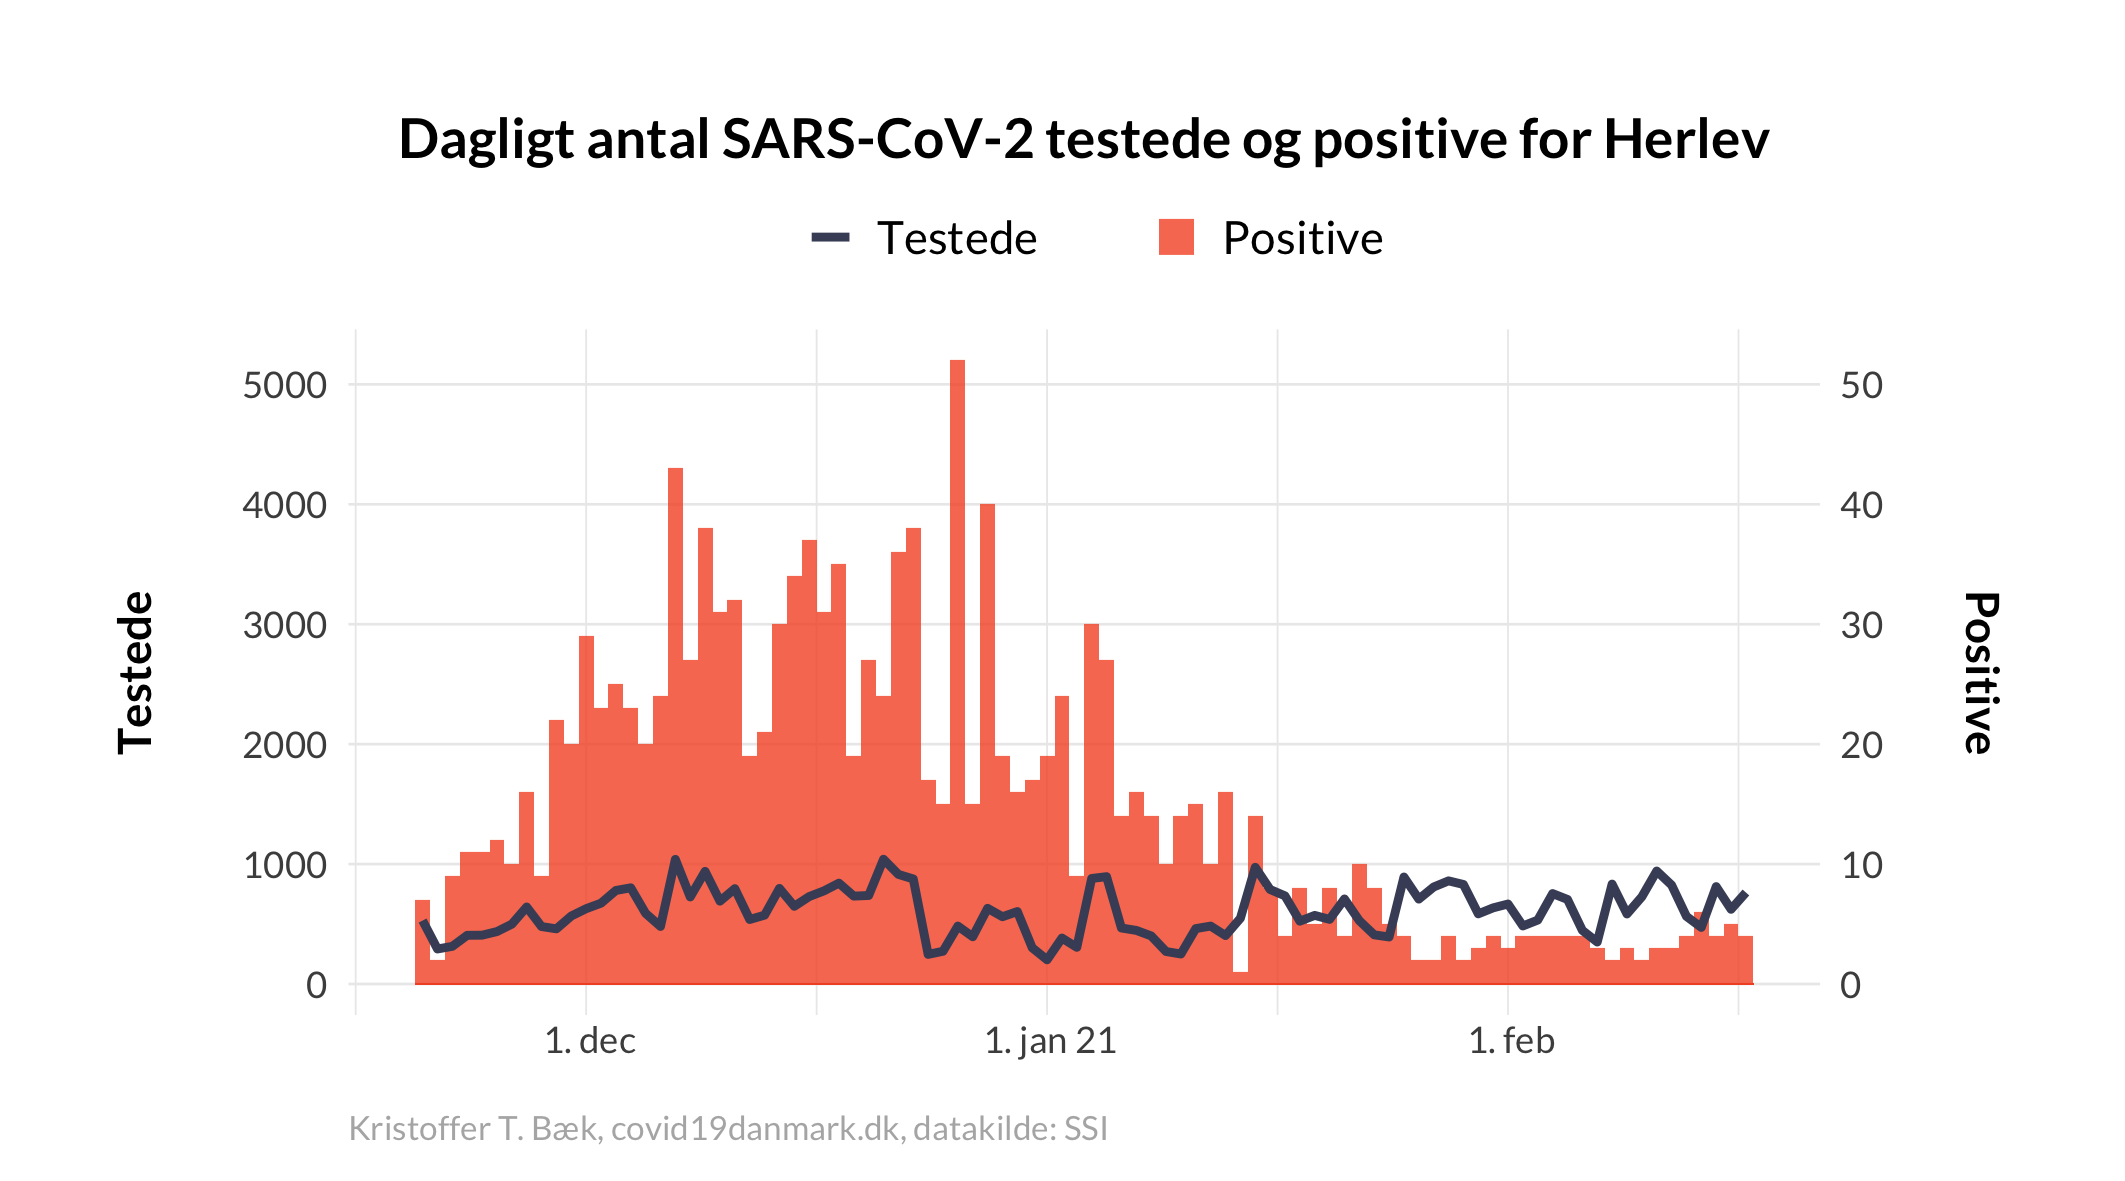 Dagligt antal SARS-CoV-2 testede og positive for Herlev
Testede Positive
5000 50
4000 40
3000 30
2000 20
1000 10
0 0
Testede
Positive
1. dec 1. jan 21 1. feb
Kristoffer T. Bæk, covid19danmark.dk, datakilde: SSI